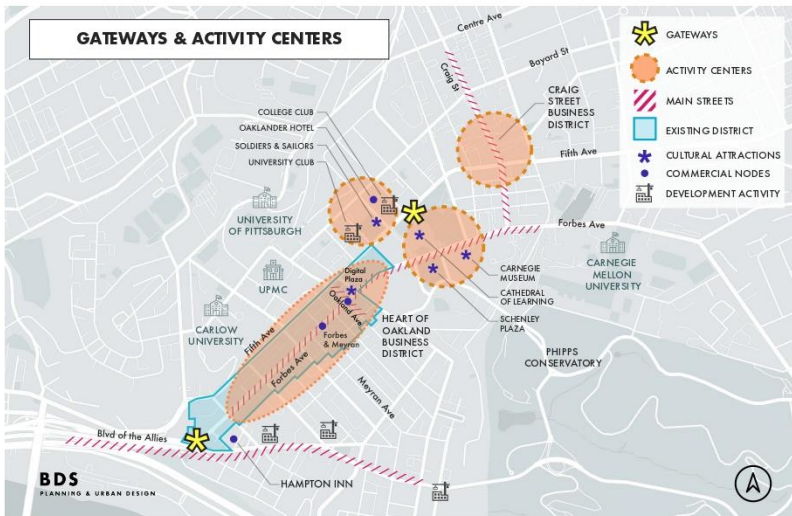 GATEWAYS & ACTIVITY CENTERS
Centre Ave
Bayard St
Craig St
GATEWAYS
ACTIVITY CENTERS
MAIN STREETS
EXISTING DISTRICT
CULTURAL ATTRACTIONS
COMMERCIAL NODES
DEVELOPMENT ACTIVITY
CRAIG
STREET
BUSINESS
DISTRICT
COLLEGE CLUB
OAKLANDER HOTEL
SOLDIERS & SAILORS
UNIVERSITY CLUB
Fifth Ave
UNIVERSITY
OF PITTSBURGH
Forbes Ave
CARNEGIE
MELLON
UNIVERSITY
UPMC
Digital
Plaza
Oakland Ave
CARNEGIE
MUSEUM
CATHEDRAL
OF LEARNING
SCHENLEY
PLAZA
CARLOW
UNIVERSITY
Fifth Ave
Forbes
& Meyran
HEART OF
OAKLAND
BUSINESS
DISTRICT
Forbes Ave
PHIPPS
CONSERVATORY
Meyran Ave
Blvd of the Allies
HAMPTON INN
BDS
PLANNING & URBAN DESIGN